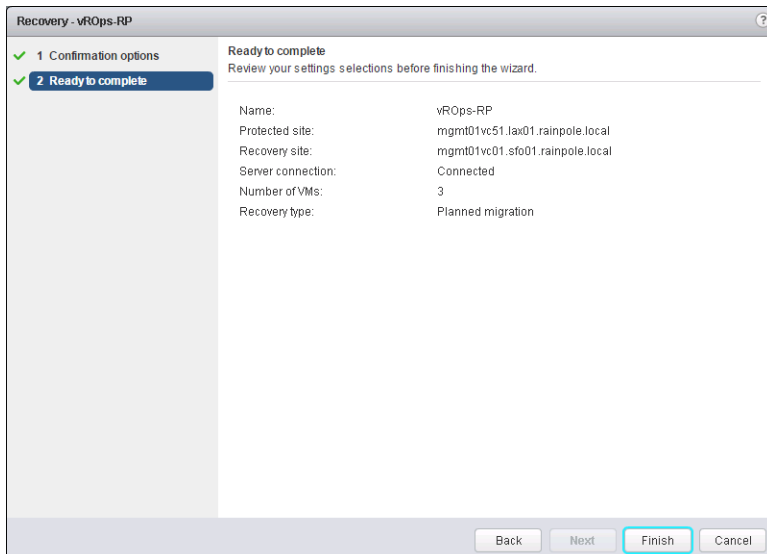 Recovery - vROps-RP
?
1 Confirmation options
2 Ready to complete
Ready to complete
Review your settings selections before finishing the wizard.
Name: vROps-RP
Protected site: mgmt01vc51.lax01.rainpole.local
Recovery site: mgmt01vc01.sfo01.rainpole.local
Server connection: Connected
Number of VMs: 3
Recovery type: Planned migration
Back Next Finish Cancel